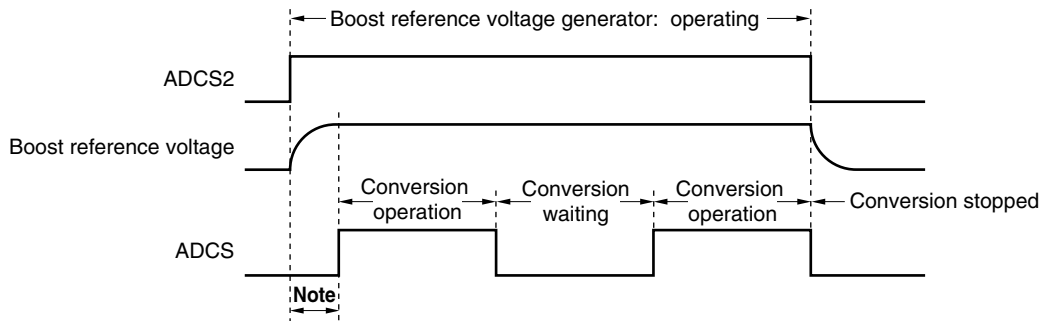 Boost reference voltage generator: operating
ADCS2
Boost reference voltage
Conversion
operation
Conversion
waiting
Conversion
operation
Conversion stopped
ADCS
Note